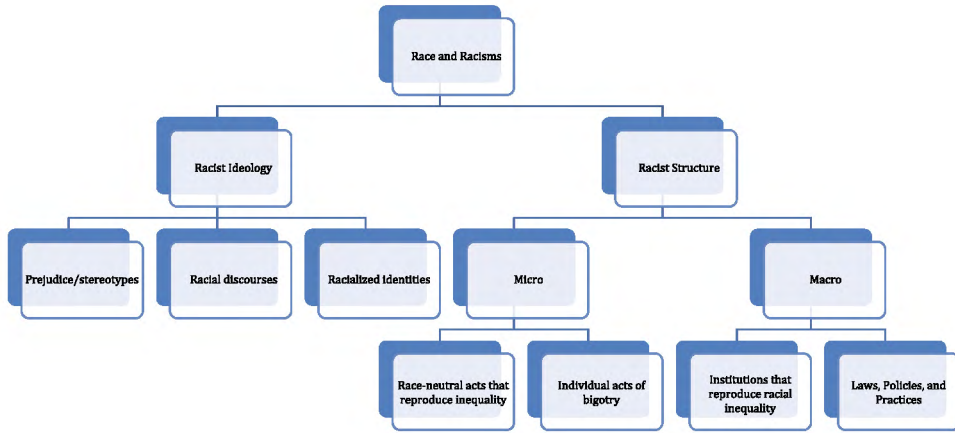 Race and Racisms
Racist Ideology
Racist Structure
Prejudice/stereotypes
Racial discourses
Racialized identities
Micro
Macro
Race-neutral acts that
reproduce inequality
Individual acts of
bigotry
Institutions that
reproduce racial
inequality
Laws, Policies, and
Practices